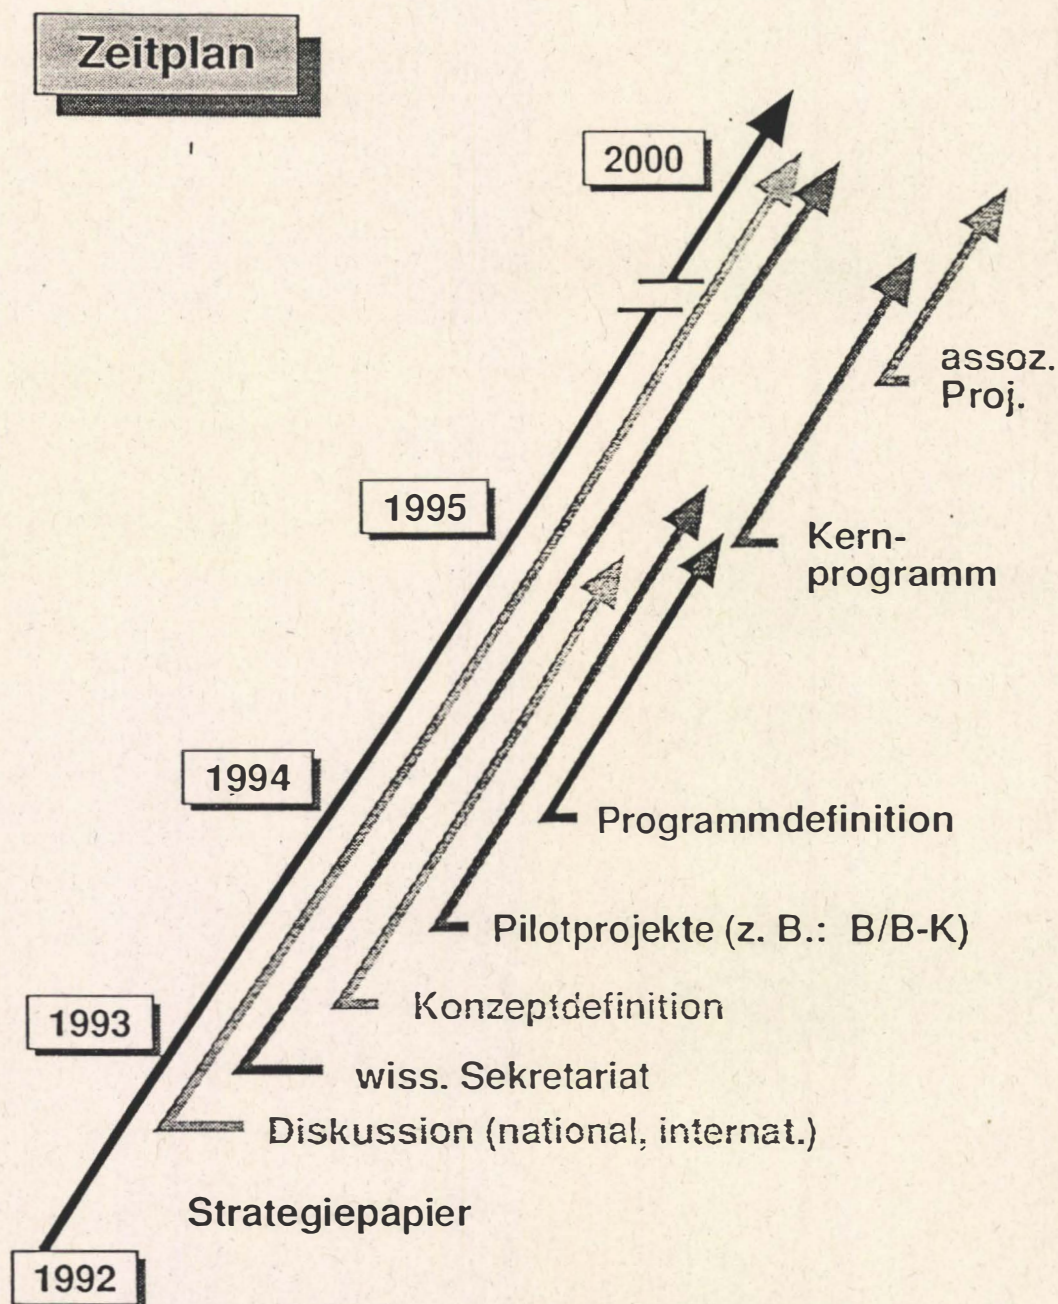 Zeitplan
2000
assoz.
Proj.
1995
Kern-
programm
1994
Programmdefinition
Pilotprojekte (z. B.: B/B-K)
Konzeptdefinition
1993
wiss. Sekretariat
Diskussion (national, internat.)
Strategiepapier
1992